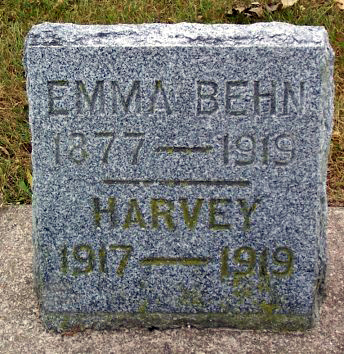 EMMA BEHN
1877 — 1919
HARVEY
1917 — 1919